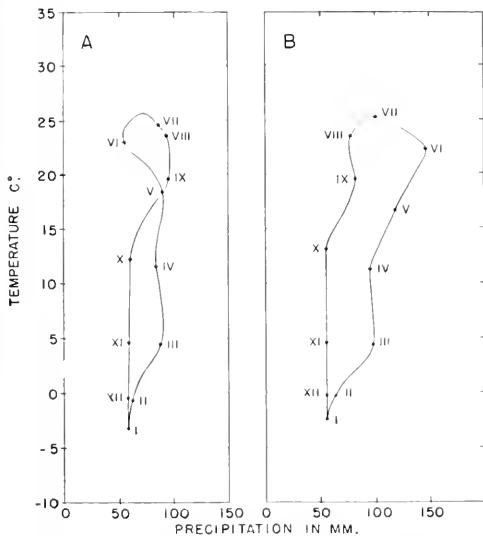 A
B
35
30
25
20
15
10
5
0
-5
-10
TEMPERATURE C°.
VII
VI
VIII
IX
V
X
IV
XI
III
XII
II
I
VII
VIII
VI
IX
V
X
IV
XI
III
XII
II
I
0 50 100 150 0 50 100 150
PRECIPITATION IN MM.